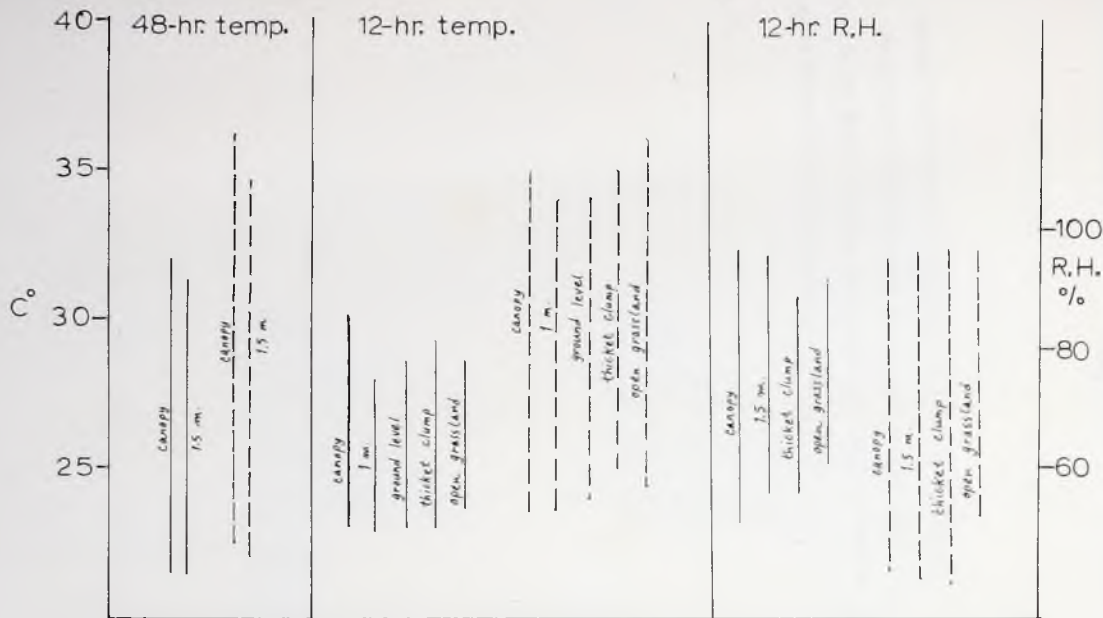 48-hr. temp.
12-hr. temp.
12-hr. R.H.
40
35
30
25
C°
100
R.H.
%
80
60
canopy
1.5 m.
canopy
1.5 m.
canopy
1 m.
ground level
thicket clump
open grassland
canopy
1 m.
ground level
thicket clump
open grassland
canopy
1.5 m.
thicket clump
open grassland
canopy
1.5 m.
thicket clump
open grassland